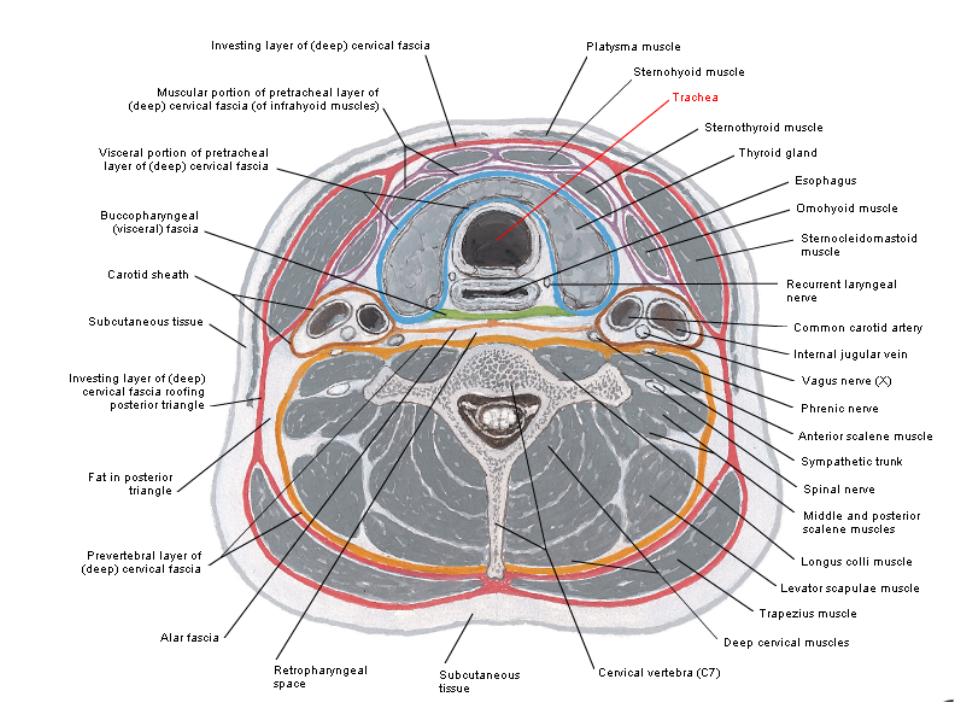 Investing layer of (deep) cervical fascia
Muscular portion of pretracheal layer of
(deep) cervical fascia (of infrahyoid muscles)
Visceral portion of pretracheal
layer of (deep) cervical fascia
Buccopharyngeal
(visceral) fascia
Carotid sheath
Subcutaneous tissue
Investing layer of (deep)
cervical fascia roofing
posterior triangle
Fat in posterior
triangle
Prevertebral layer of
(deep) cervical fascia
Alar fascia
Retropharyngeal
space
Subcutaneous
tissue
Platysma muscle
Sternohyoid muscle
Trachea
Sternothyroid muscle
Thyroid gland
Esophagus
Omohyoid muscle
Sternocleidomastoid
muscle
Recurrent laryngeal
nerve
Common carotid artery
Internal jugular vein
Vagus nerve (X)
Phrenic nerve
Anterior scalene muscle
Sympathetic trunk
Spinal nerve
Middle and posterior
scalene muscles
Longus colli muscle
Levator scapulae muscle
Trapezius muscle
Deep cervical muscles
Cervical vertebra (C7)